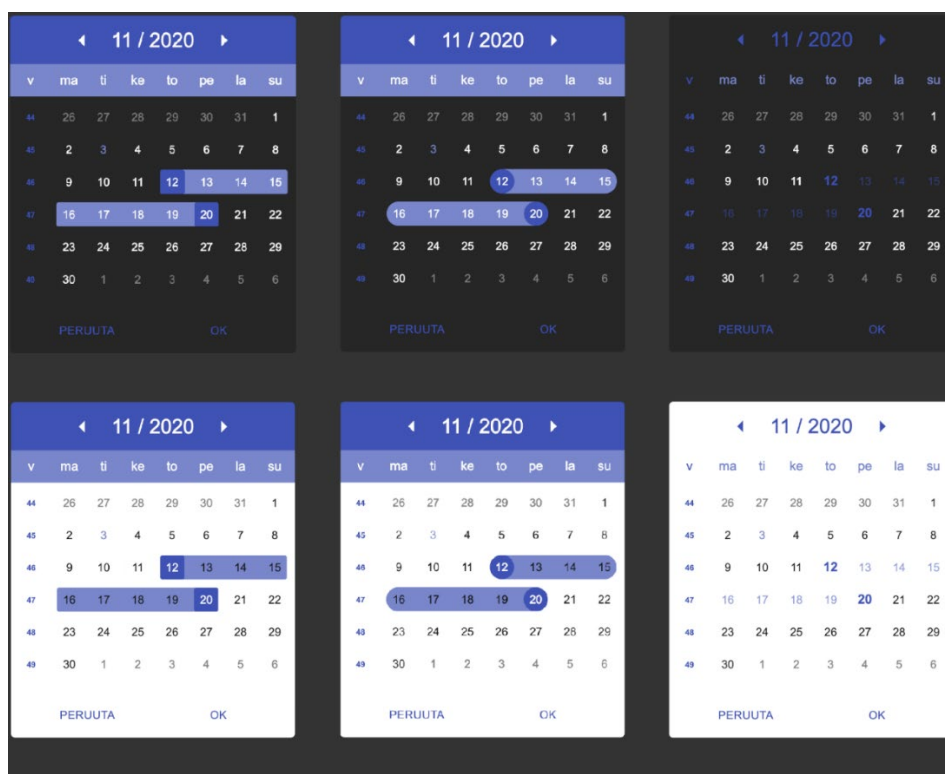 11 / 2020
v ma ti ke to pe la su
44 26 27 28 29 30 31 1
45 2 3 4 5 6 7 8
46 9 10 11 12 13 14 15
47 16 17 18 19 20 21 22
48 23 24 25 26 27 28 29
49 30 1 2 3 4 5 6
PERUUTA OK
11 / 2020
v ma ti ke to pe la su
44 26 27 28 29 30 31 1
45 2 3 4 5 6 7 8
46 9 10 11 12 13 14 15
47 16 17 18 19 20 21 22
48 23 24 25 26 27 28 29
49 30 1 2 3 4 5 6
PERUUTA OK
11 / 2020
v ma ti ke to pe la su
44 26 27 28 29 30 31 1
45 2 3 4 5 6 7 8
46 9 10 11 12 13 14 15
47 16 17 18 19 20 21 22
48 23 24 25 26 27 28 29
49 30 1 2 3 4 5 6
PERUUTA OK
11 / 2020
v ma ti ke to pe la su
44 26 27 28 29 30 31 1
45 2 3 4 5 6 7 8
46 9 10 11 12 13 14 15
47 16 17 18 19 20 21 22
48 23 24 25 26 27 28 29
49 30 1 2 3 4 5 6
PERUUTA OK
11 / 2020
v ma ti ke to pe la su
44 26 27 28 29 30 31 1
45 2 3 4 5 6 7 8
46 9 10 11 12 13 14 15
47 16 17 18 19 20 21 22
48 23 24 25 26 27 28 29
49 30 1 2 3 4 5 6
PERUUTA OK
11 / 2020
v ma ti ke to pe la su
44 26 27 28 29 30 31 1
45 2 3 4 5 6 7 8
46 9 10 11 12 13 14 15
47 16 17 18 19 20 21 22
48 23 24 25 26 27 28 29
49 30 1 2 3 4 5 6
PERUUTA OK